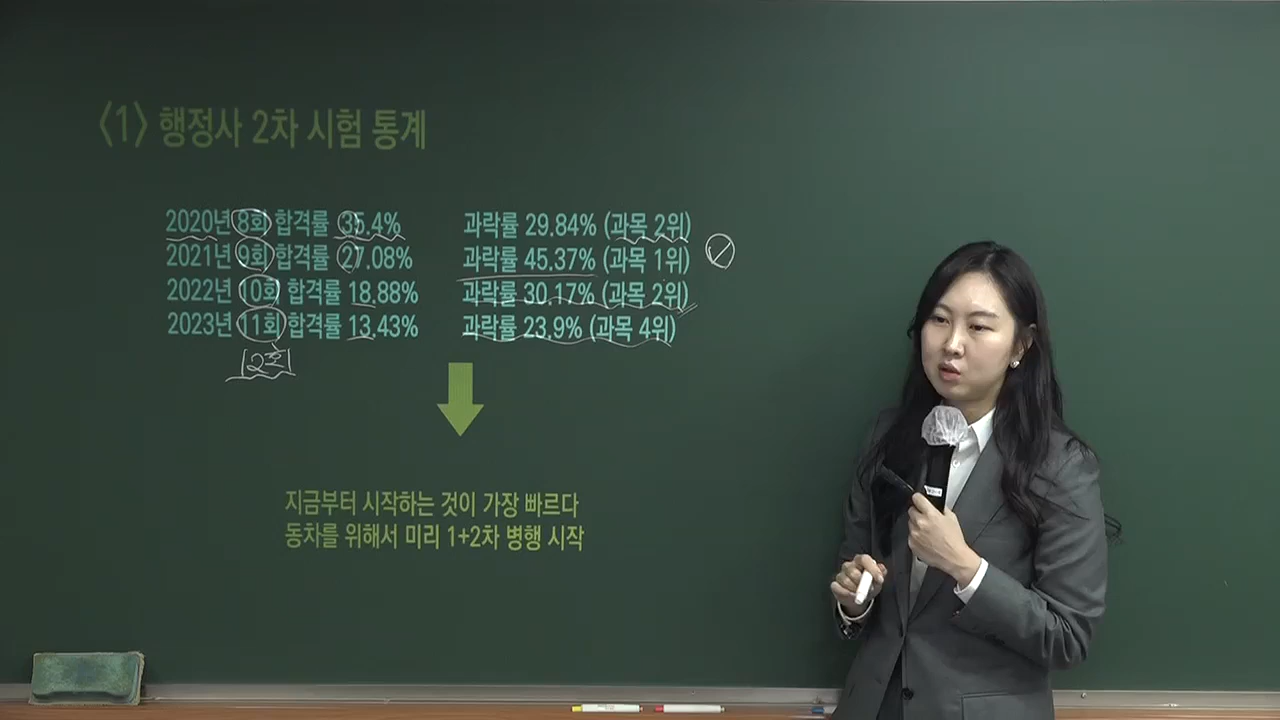 〈1〉 행정사 2차 시험 통계
2020년 8회 합격률 35.4% 과락률 29.84% (과목 2위)
2021년 9회 합격률 27.08% 과락률 45.37% (과목 1위)
2022년 10회 합격률 18.88% 과락률 30.17% (과목 2위)
2023년 11회 합격률 13.43% 과락률 23.9% (과목 4위)
지금부터 시작하는 것이 가장 빠르다
동차를 위해서 미리 1+2차 병행 시작